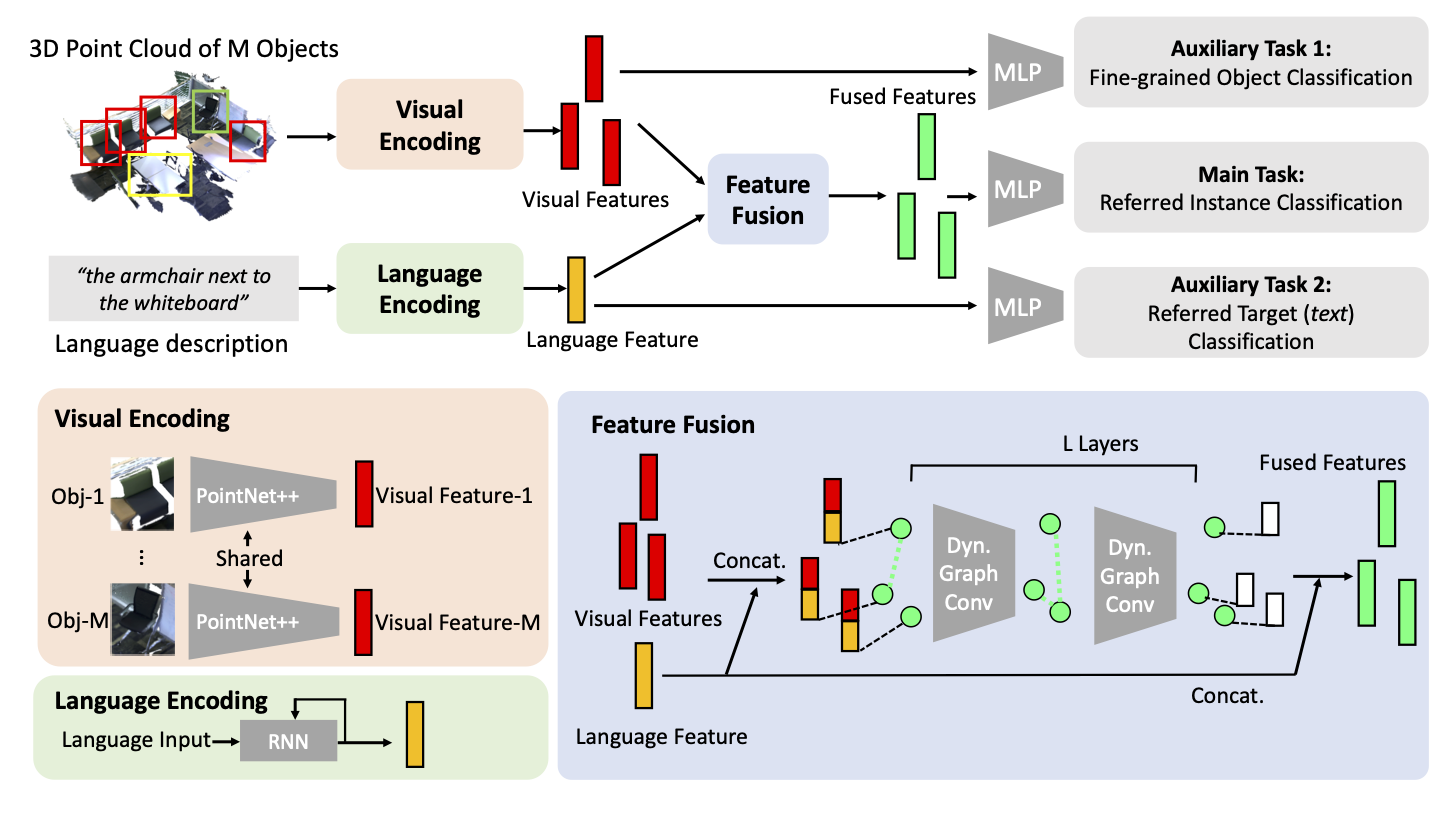 3D Point Cloud of M Objects
Visual
Encoding
Visual Features
Fused Features
MLP
Auxiliary Task 1:
Fine-grained Object Classification
Feature
Fusion
MLP
Main Task:
Referred Instance Classification
“the armchair next to
the whiteboard”
Language description
Language
Encoding
Language Feature
MLP
Auxiliary Task 2:
Referred Target (text)
Classification
Visual Encoding
Obj-1
PointNet++
Visual Feature-1
...
Shared
Obj-M
PointNet++
Visual Feature-M
Language Encoding
Language Input
RNN
Feature Fusion
Visual Features
Language Feature
Concat.
L Layers
Dyn.
Graph
Conv
Dyn.
Graph
Conv
Fused Features
Concat.